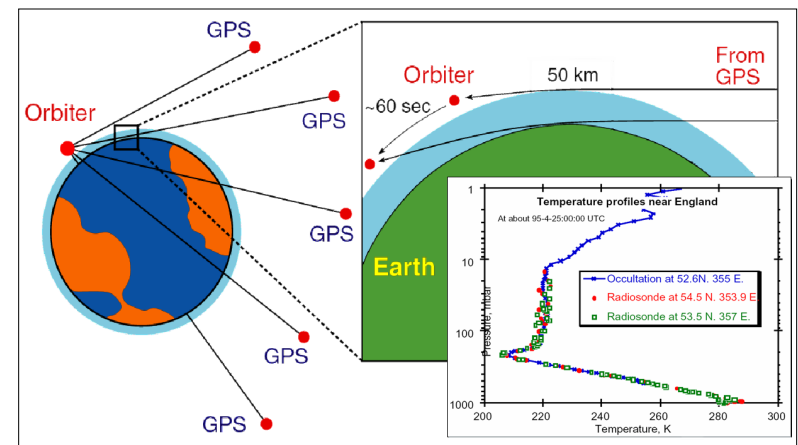 GPS
Orbiter
GPS
GPS
GPS
GPS
50 km
From
GPS
Orbiter
~60 sec
Earth
Temperature profiles near England
At about 95-4-25:00:00 UTC
Occultation at 52.6N. 355 E.
Radiosonde at 54.5 N. 353.9 E.
Radiosonde at 53.5 N. 357 E.
Pressure, mbar
1
10
100
1000
200 220 240 260 280 300
Temperature, K